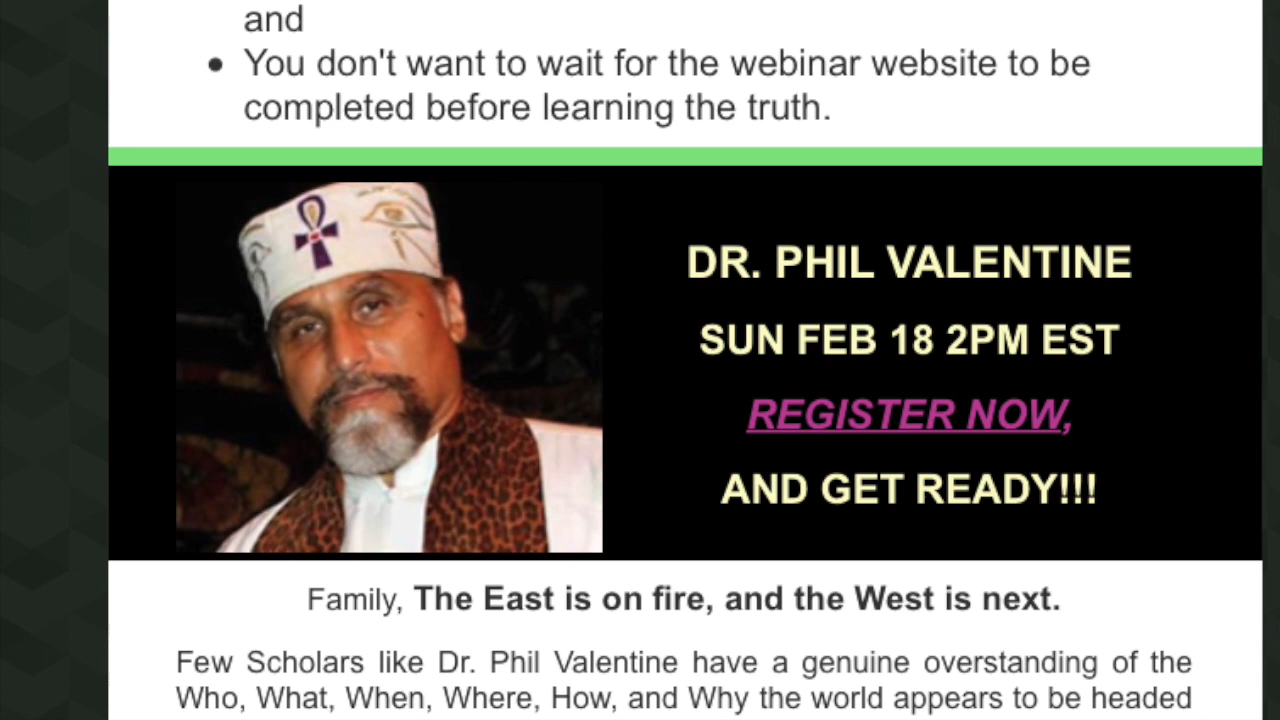 and
• You don't want to wait for the webinar website to be
completed before learning the truth.
DR. PHIL VALENTINE
SUN FEB 18 2PM EST
REGISTER NOW,
AND GET READY!!!
Family, The East is on fire, and the West is next.
Few Scholars like Dr. Phil Valentine have a genuine overstanding of the
Who, What, When, Where, How, and Why the world appears to be headed